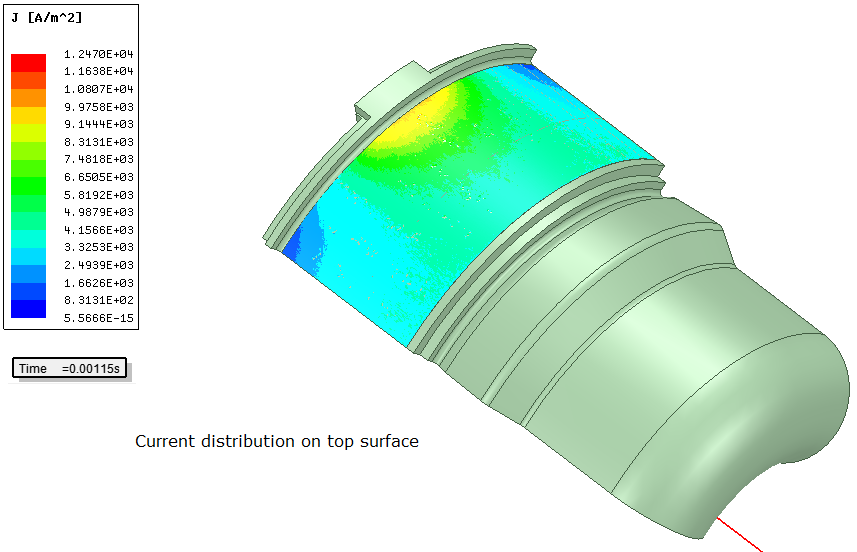 J [A/m^2]
1.2470E+04
1.1638E+04
1.0807E+04
9.9758E+03
9.1444E+03
8.3131E+03
7.4818E+03
6.6505E+03
5.8192E+03
4.9879E+03
4.1566E+03
3.3253E+03
2.4939E+03
1.6626E+03
8.3131E+02
5.5666E-15
Time =0.00115s
Current distribution on top surface